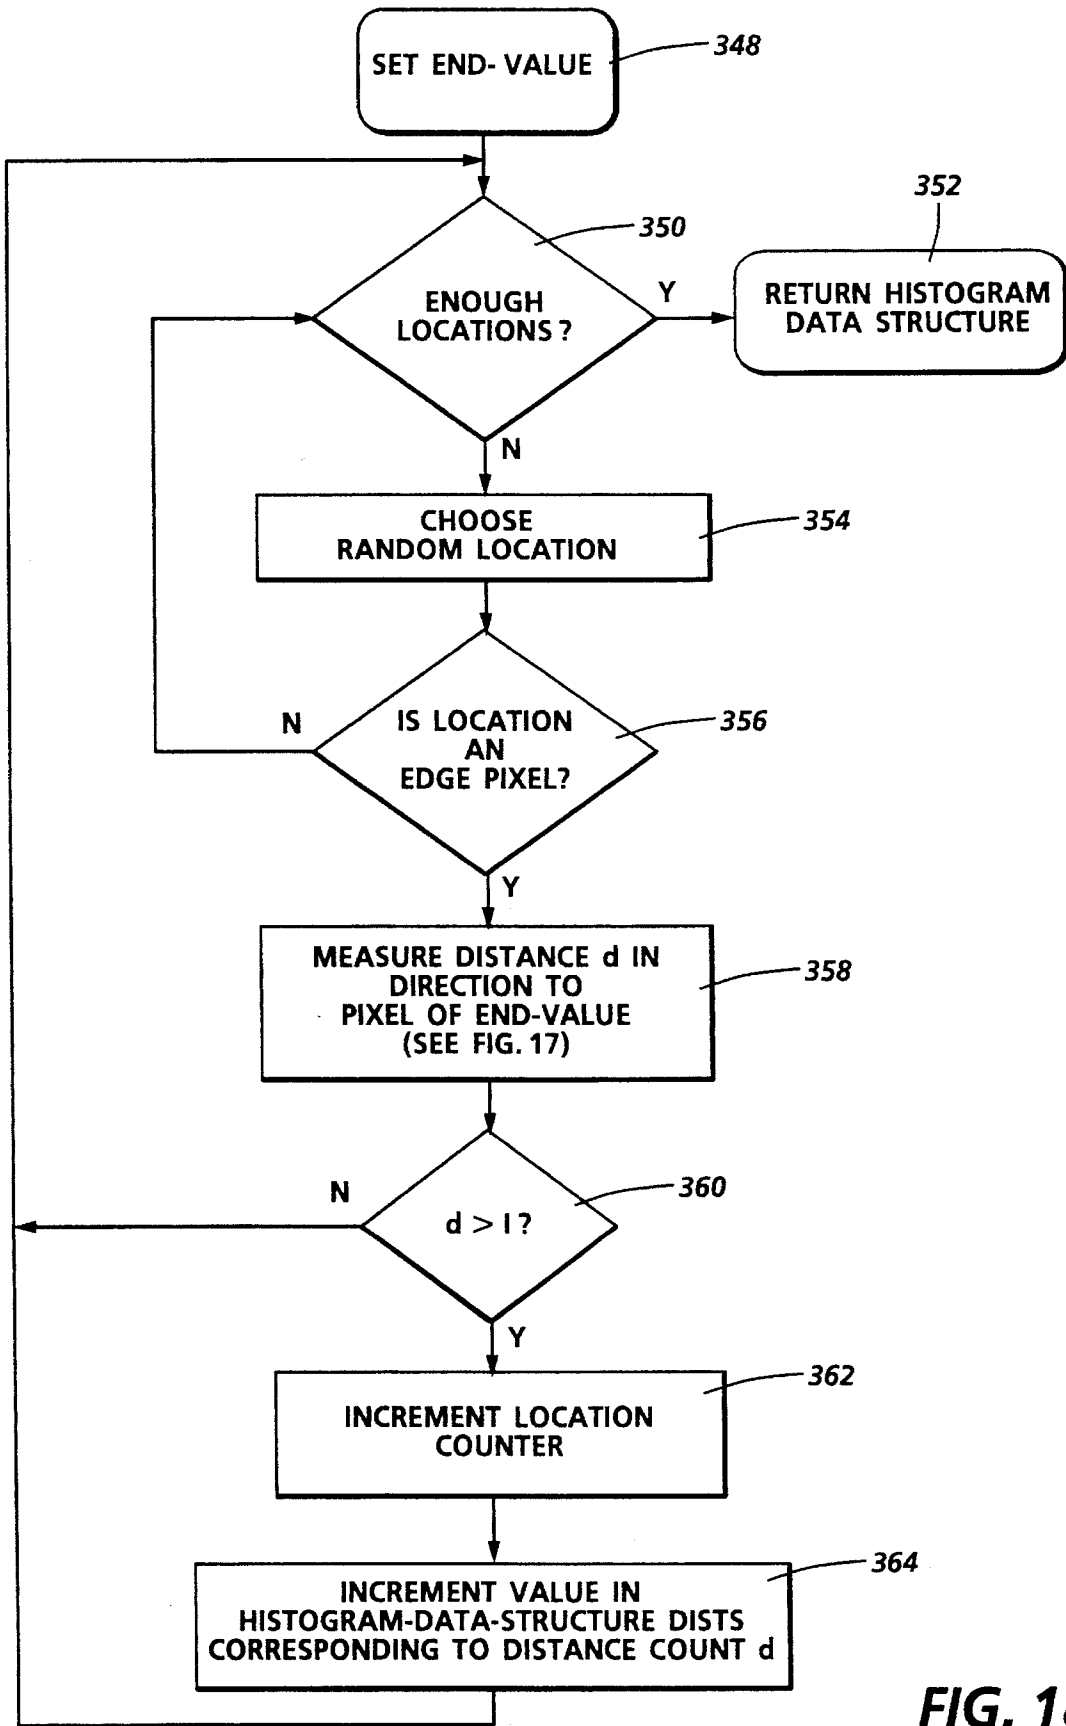 SET END-VALUE
348
350
352
ENOUGH
LOCATIONS?
Y
RETURN HISTOGRAM
DATA STRUCTURE
N
CHOOSE
RANDOM LOCATION
354
N
IS LOCATION
AN
EDGE PIXEL?
356
Y
MEASURE DISTANCE d IN
DIRECTION TO
PIXEL OF END-VALUE
(SEE FIG. 17)
358
N
d > I?
360
Y
INCREMENT LOCATION
COUNTER
362
INCREMENT VALUE IN
HISTOGRAM-DATA-STRUCTURE DISTS
CORRESPONDING TO DISTANCE COUNT d
364
FIG.